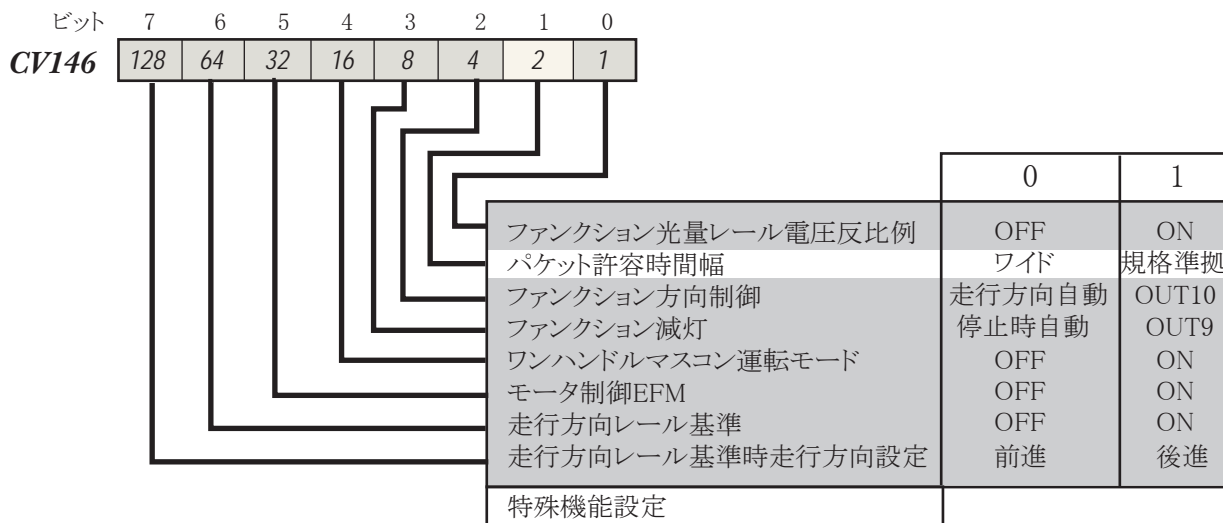 ビット 7 6 5 4 3 2 1 0
CV146 128 64 32 16 8 4 2 1
0 1
ファンクション光量レール電圧反比例 OFF ON
パケット許容時間幅 ワイド 規格準拠
ファンクション方向制御 走行方向自動 OUT10
ファンクション減灯 停止時自動 OUT9
ワンハンドルマスコン運転モード OFF ON
モータ制御EFM OFF ON
走行方向レール基準 OFF ON
走行方向レール基準時走行方向設定 前進 後進
特殊機能設定